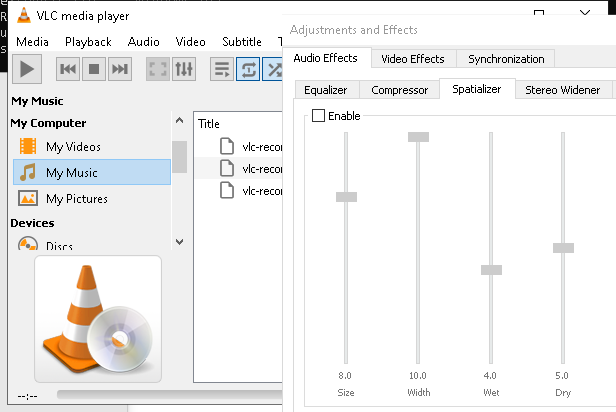 VLC media player
Adjustments and Effects
Media Playback Audio Video Subtitle
Audio Effects Video Effects Synchronization
Equalizer Compressor Spatializer Stereo Widener
My Music
Enable
My Computer
Title
My Videos
vlc-recor
My Music
vlc-recor
My Pictures
vlc-recor
Devices
Discs
8.0 10.0 4.0 5.0
Size Width Wet Dry
--:--